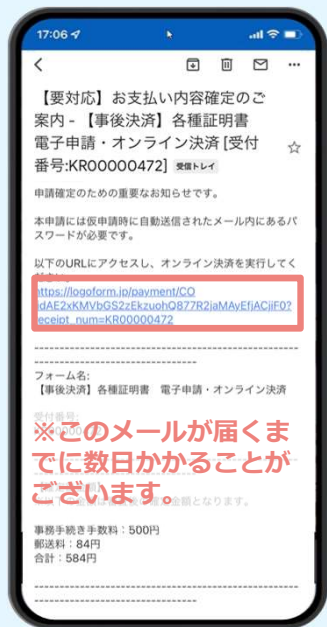 17:06
【要対応】お支払い内容確定のご
案内 - 【事後決済】各種証明書
電子申請・オンライン決済 [受付
番号:KR00000472] 受信トレイ
申請確定のための重要なお知らせです。
本申請には仮申請時に自動送信されたメール内にあるパ
スワードが必要です。
以下のURLにアクセスし、オンライン決済を実行してく
https://logoform.jp/payment/CO
dAE2xKMVbGS2zEkzuohQ877R2jaMAyEfjACjiF0?
receipt_num=KR00000472
--------------------------------------------------------
----------------------------------
フォーム名:
【事後決済】各種証明書 電子申請・オンライン決済
受付番号:
※このメールが届くま
でに数日かかることが
ございます。
事務手続き手数料：500円
郵送料：84円
合計：584円
--------------------------------------------------------
----------------------------------